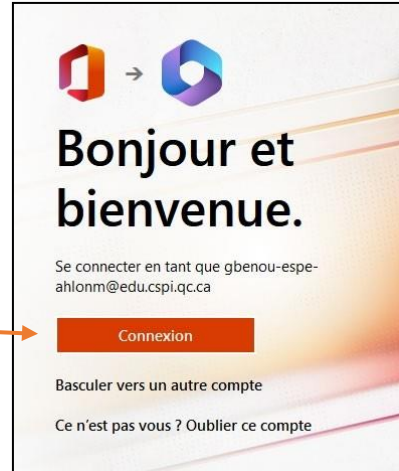 Bonjour et
bienvenue.
Se connecter en tant que gbenou-espe-
ahlonm@edu.cspi.qc.ca
Connexion
Basculer vers un autre compte
Ce n'est pas vous ? Oublier ce compte